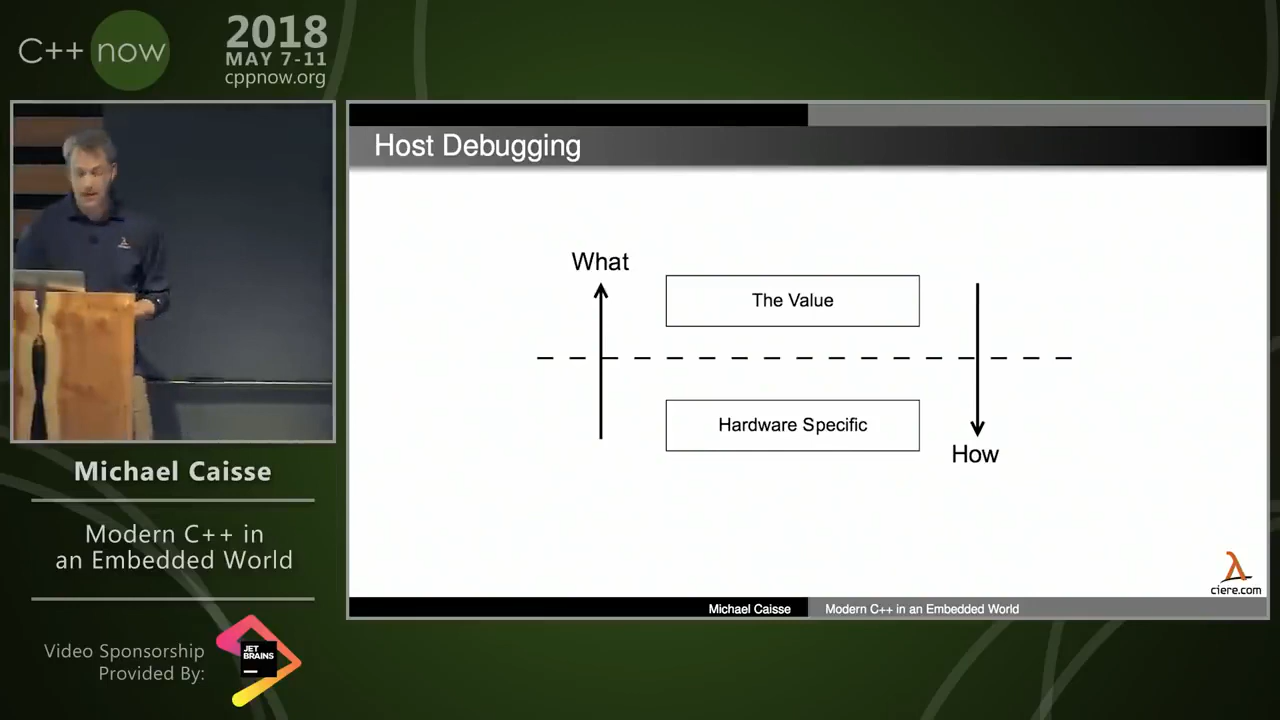 C++ now
2018
MAY 7-11
cppnow.org
Host Debugging
What
The Value
Hardware Specific
How
λ
ciere.com
Michael Caisse
Modern C++ in an Embedded World
Michael Caisse
Modern C++ in
an Embedded World
Video Sponsorship
Provided By:
JET
BRAINS